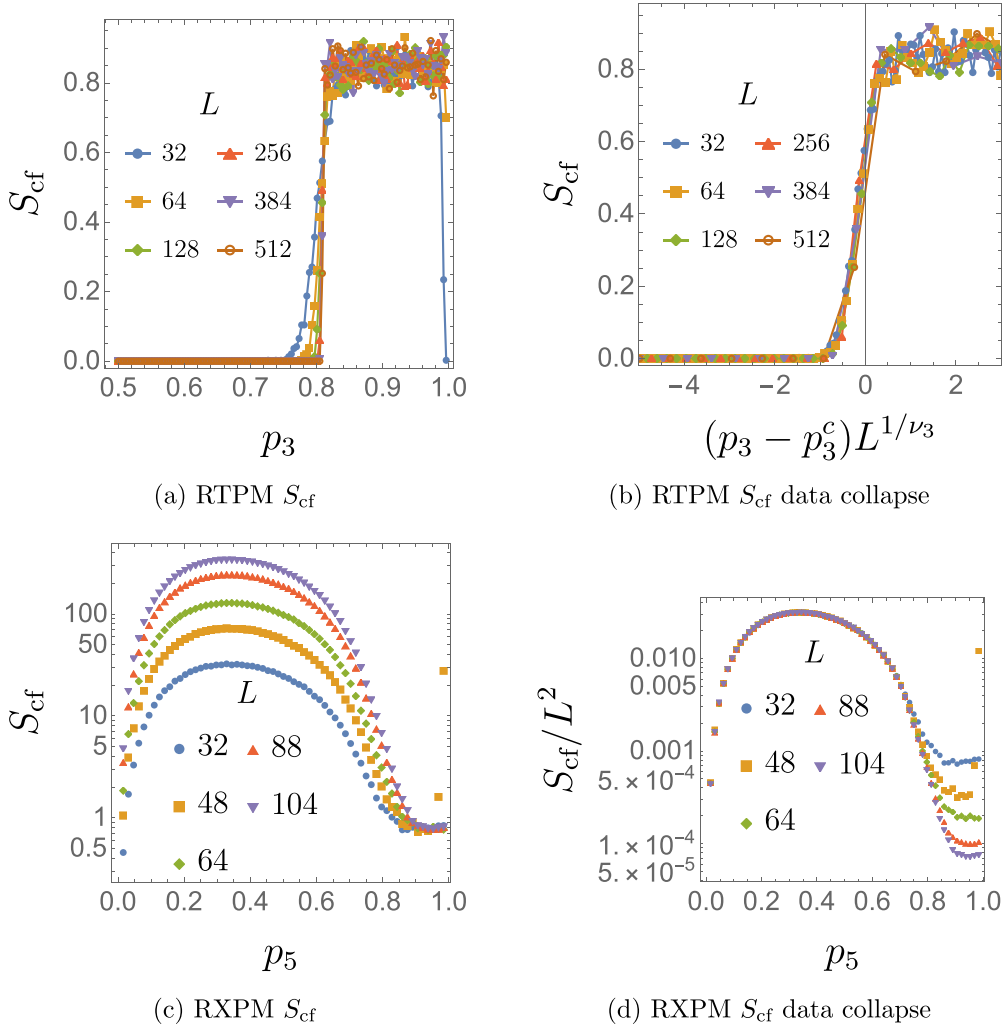 0.8
0.6
0.4
0.2
0.0
S_cf
L
32 256
64 384
128 512
0.5 0.6 0.7 0.8 0.9 1.0
p_3
(a) RTPM S_cf
0.8
0.6
0.4
0.2
0.0
S_cf
L
32 256
64 384
128 512
−4 −2 0 2
(p_3 − p_3^c)L^{1/ν_3}
(b) RTPM S_cf data collapse
100
50
10
5
1
0.5
S_cf
L
32 88
48 104
64
0.0 0.2 0.4 0.6 0.8 1.0
p_5
(c) RXPM S_cf
0.010
0.005
0.001
5.×10^{-4}
1.×10^{-4}
5.×10^{-5}
S_cf/L^2
L
32 88
48 104
64
0.0 0.2 0.4 0.6 0.8 1.0
p_5
(d) RXPM S_cf data collapse